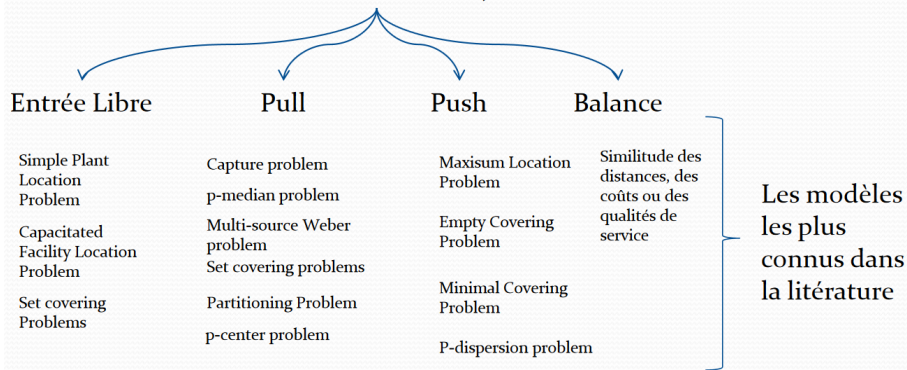 Entrée Libre
Pull
Push
Balance
Simple Plant
Location
Problem
Capacitated
Facility Location
Problem
Set covering
Problems
Capture problem
p-median problem
Multi-source Weber
problem
Set covering problems
Partitioning Problem
p-center problem
Maxisum Location
Problem
Empty Covering
Problem
Minimal Covering
Problem
P-dispersion problem
Similitude des
distances, des
coûts ou des
qualités de
service
Les modèles
les plus
connus dans
la litérature